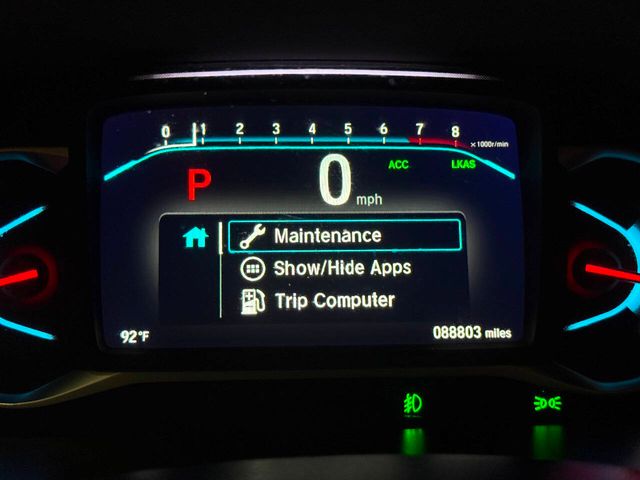 0 1 2 3 4 5 6 7 8 x1000r/min
P 0 mph ACC LKAS
Maintenance
Show/Hide Apps
Trip Computer
92°F 088803 miles